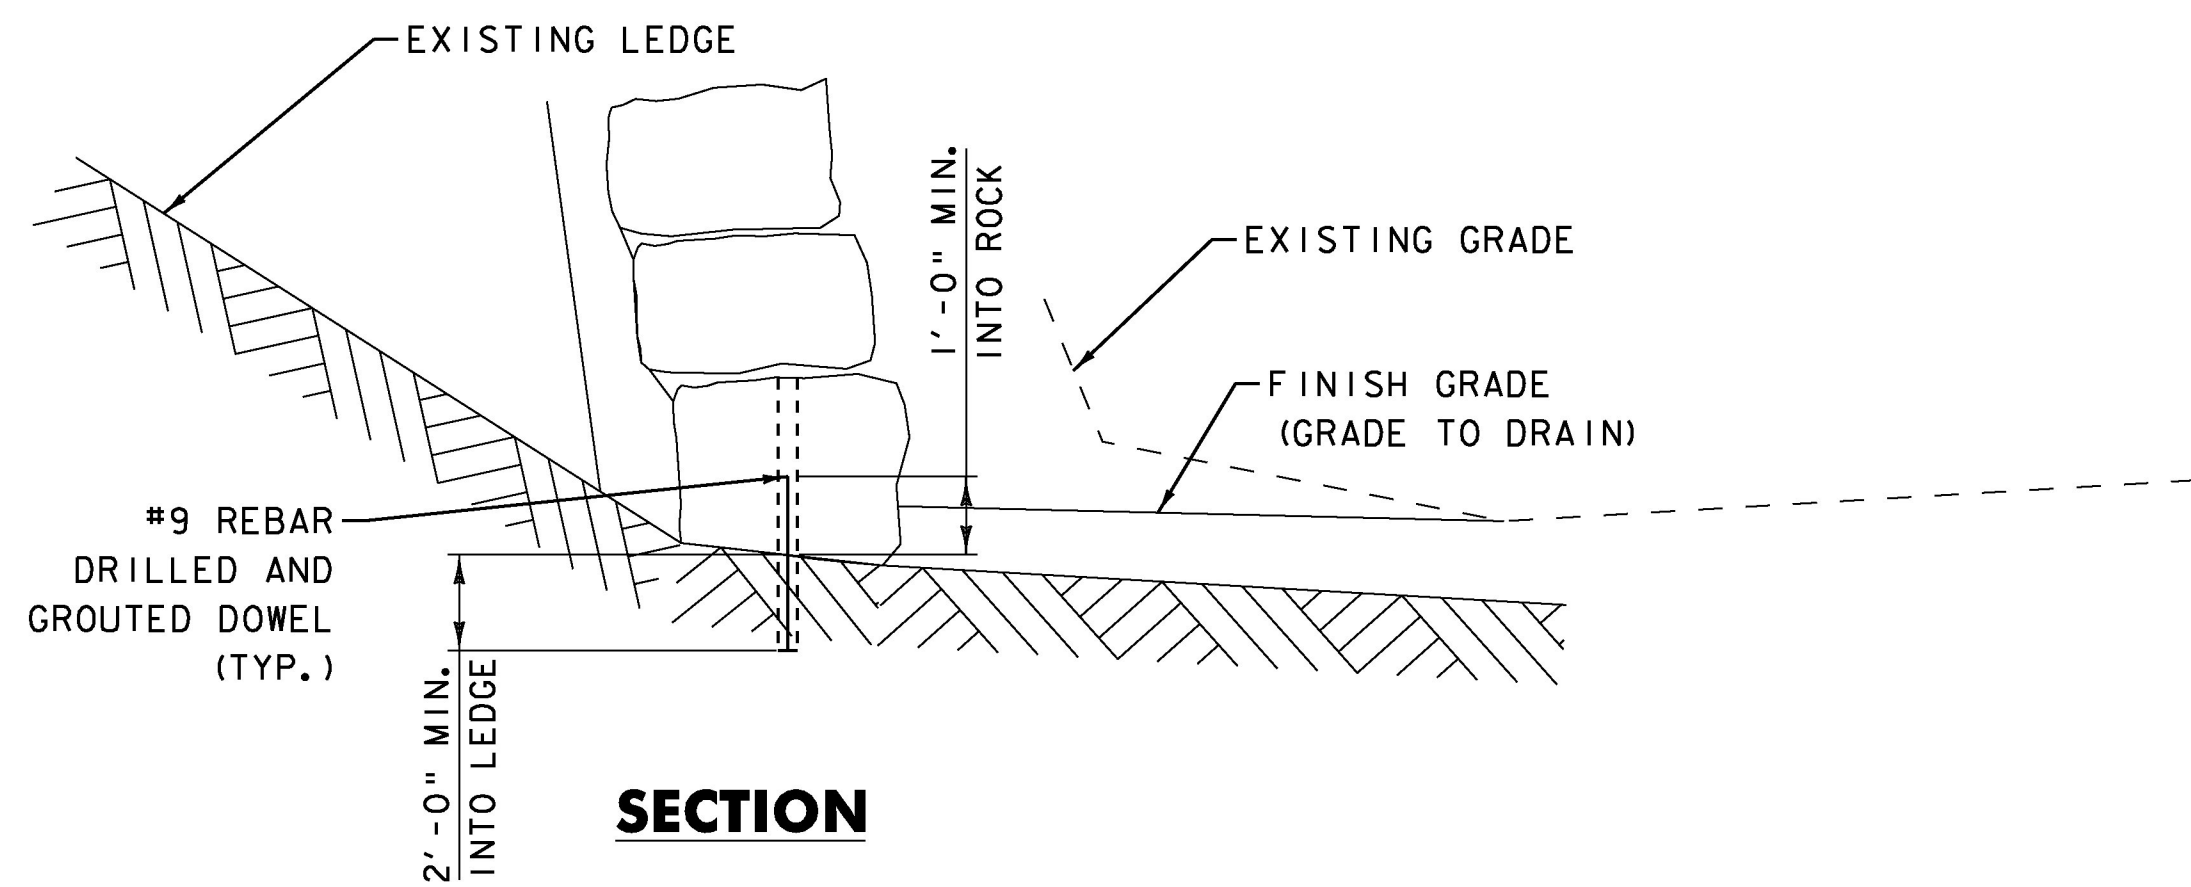 EXISTING LEDGE
1'-0" MIN.
INTO ROCK
EXISTING GRADE
FINISH GRADE
(GRADE TO DRAIN)
#9 REBAR
DRILLED AND
GROUTED DOWEL
(TYP.)
2'-0" MIN.
INTO LEDGE
SECTION